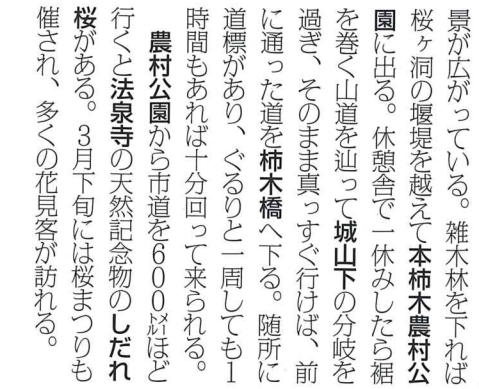 景が広がっている。雑木林を下れば
桜ヶ洞の堰堤を越えて本柿木農村公
園に出る。休憩舎で一休みしたら裾
を巻く山道を辿って城山下の分岐を
過ぎ、そのまま真っすぐ行けば、前
に通った道を柿木橋へ下る。随所に
道標があり、ぐるりと一周しても1
時間もあれば十分回って来られる。
農村公園から市道を600㍍ほど
行くと法泉寺の天然記念物のしだれ
桜がある。3月下旬には桜まつりも
催され、多くの花見客が訪れる。